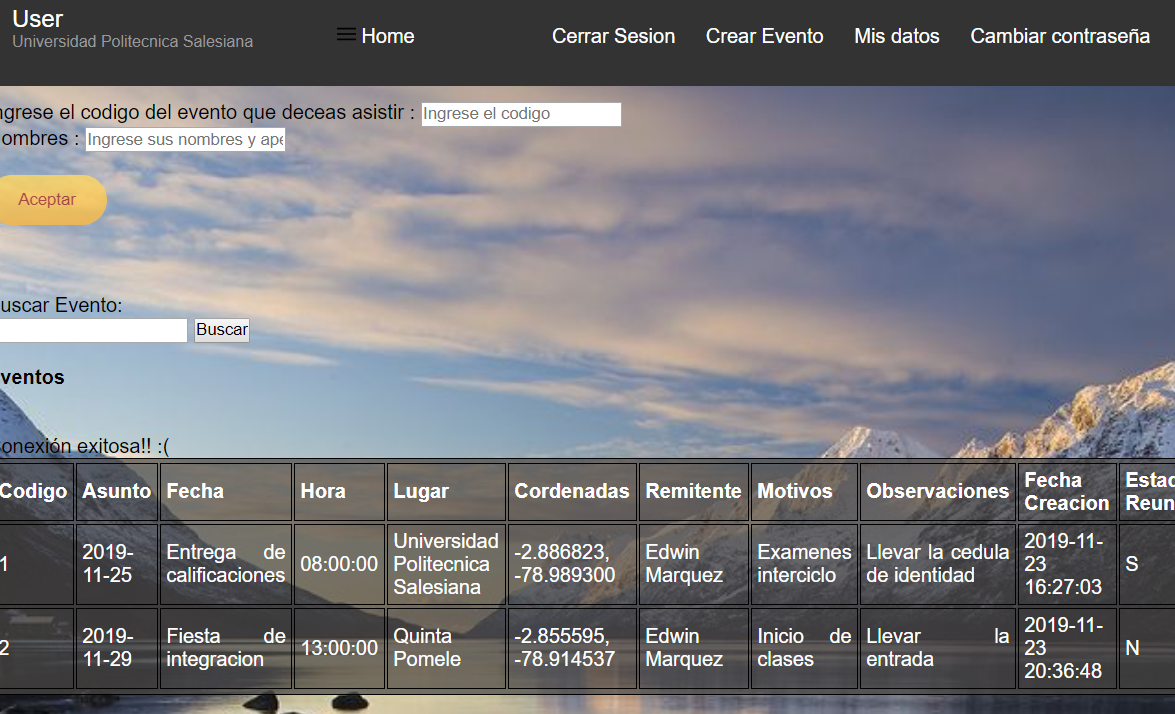 User
Universidad Politecnica Salesiana
Home
Cerrar Sesion
Crear Evento
Mis datos
Cambiar contraseña
ngrese el codigo del evento que deceas asistir : Ingrese el codigo
ombres : Ingrese sus nombres y ape
Aceptar
uscar Evento:
Buscar
ventos
onexión exitosa!! :(
Codigo
Asunto
Fecha
Hora
Lugar
Cordenadas
Remitente
Motivos
Observaciones
Fecha
Creacion
Estad
Reun
1
2019-
11-25
Entrega de
calificaciones
08:00:00
Universidad
Politecnica
Salesiana
-2.886823,
-78.989300
Edwin
Marquez
Examenes
interciclo
Llevar la cedula
de identidad
2019-11-
23
16:27:03
S
2
2019-
11-29
Fiesta de
integracion
13:00:00
Quinta
Pomele
-2.855595,
-78.914537
Edwin
Marquez
Inicio de
clases
Llevar la
entrada
2019-11-
23
20:36:48
N